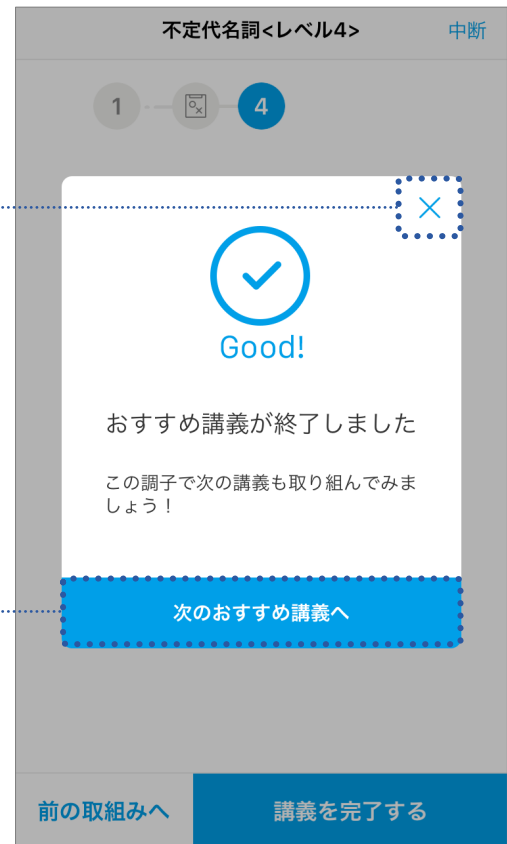 不定代名詞<レベル4>
中断
1
4
Good!
おすすめ講義が終了しました
この調子で次の講義も取り組んでみま
しょう！
次のおすすめ講義へ
前の取組みへ
講義を完了する